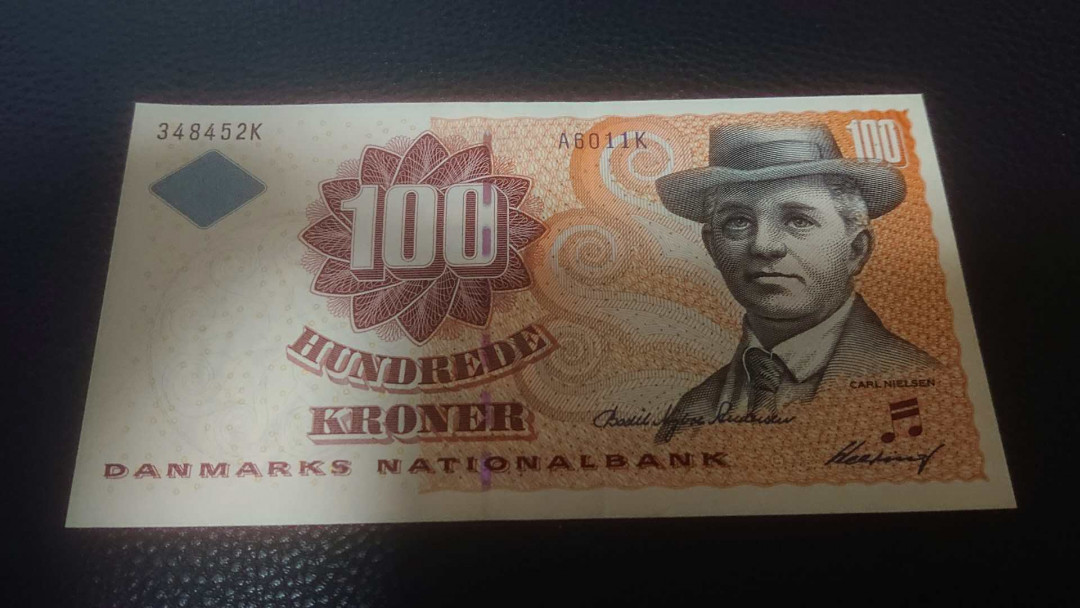 348452K
A6011K
100
100
HUNDREDE
KRONER
CARL NIELSEN
DANMARKS NATIONALBANK